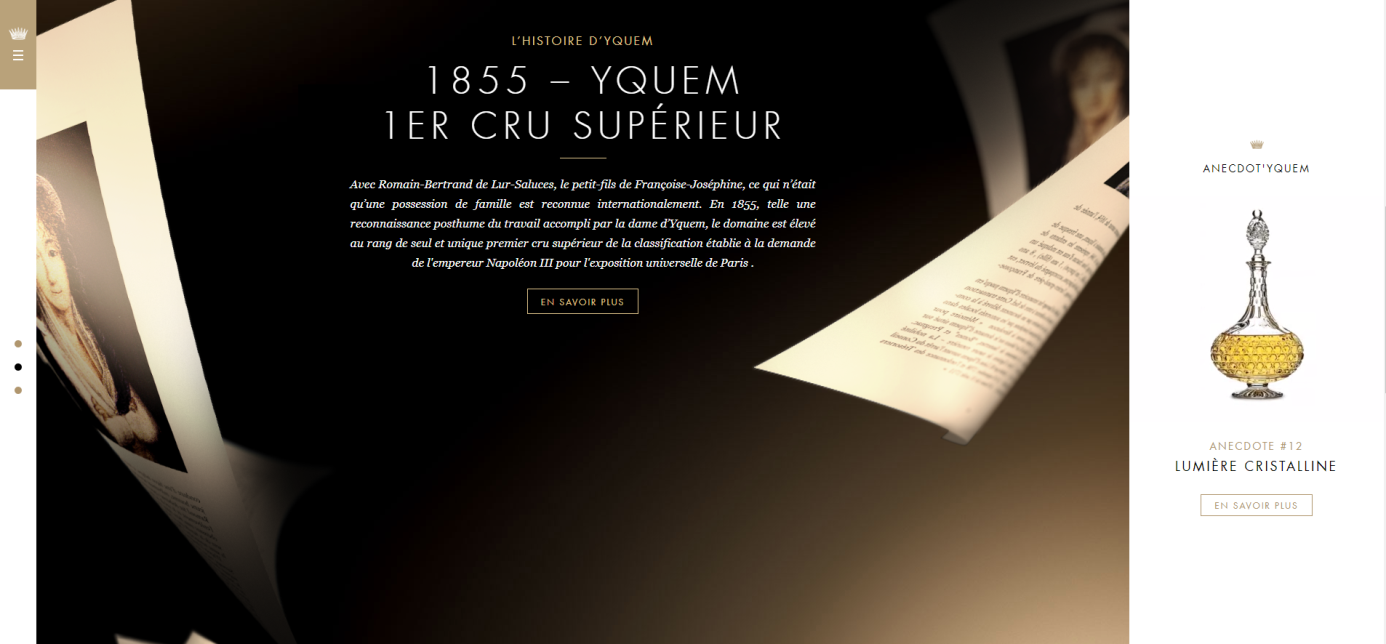 L'HISTOIRE D'YQUEM
1855 – YQUEM
1ER CRU SUPÉRIEUR
Avec Romain-Bertrand de Lur-Saluces, le petit-fils de Françoise-Joséphine, ce qui n'était
qu'une possession de famille est reconnue internationalement. En 1855, telle une
reconnaissance posthume du travail accompli par la dame d'Yquem, le domaine est élevé
au rang de seul et unique premier cru supérieur de la classification établie à la demande
de l'empereur Napoléon III pour l'exposition universelle de Paris .
EN SAVOIR PLUS
ANECDOT'YQUEM
ANECDOTE #12
LUMIÈRE CRISTALLINE
EN SAVOIR PLUS